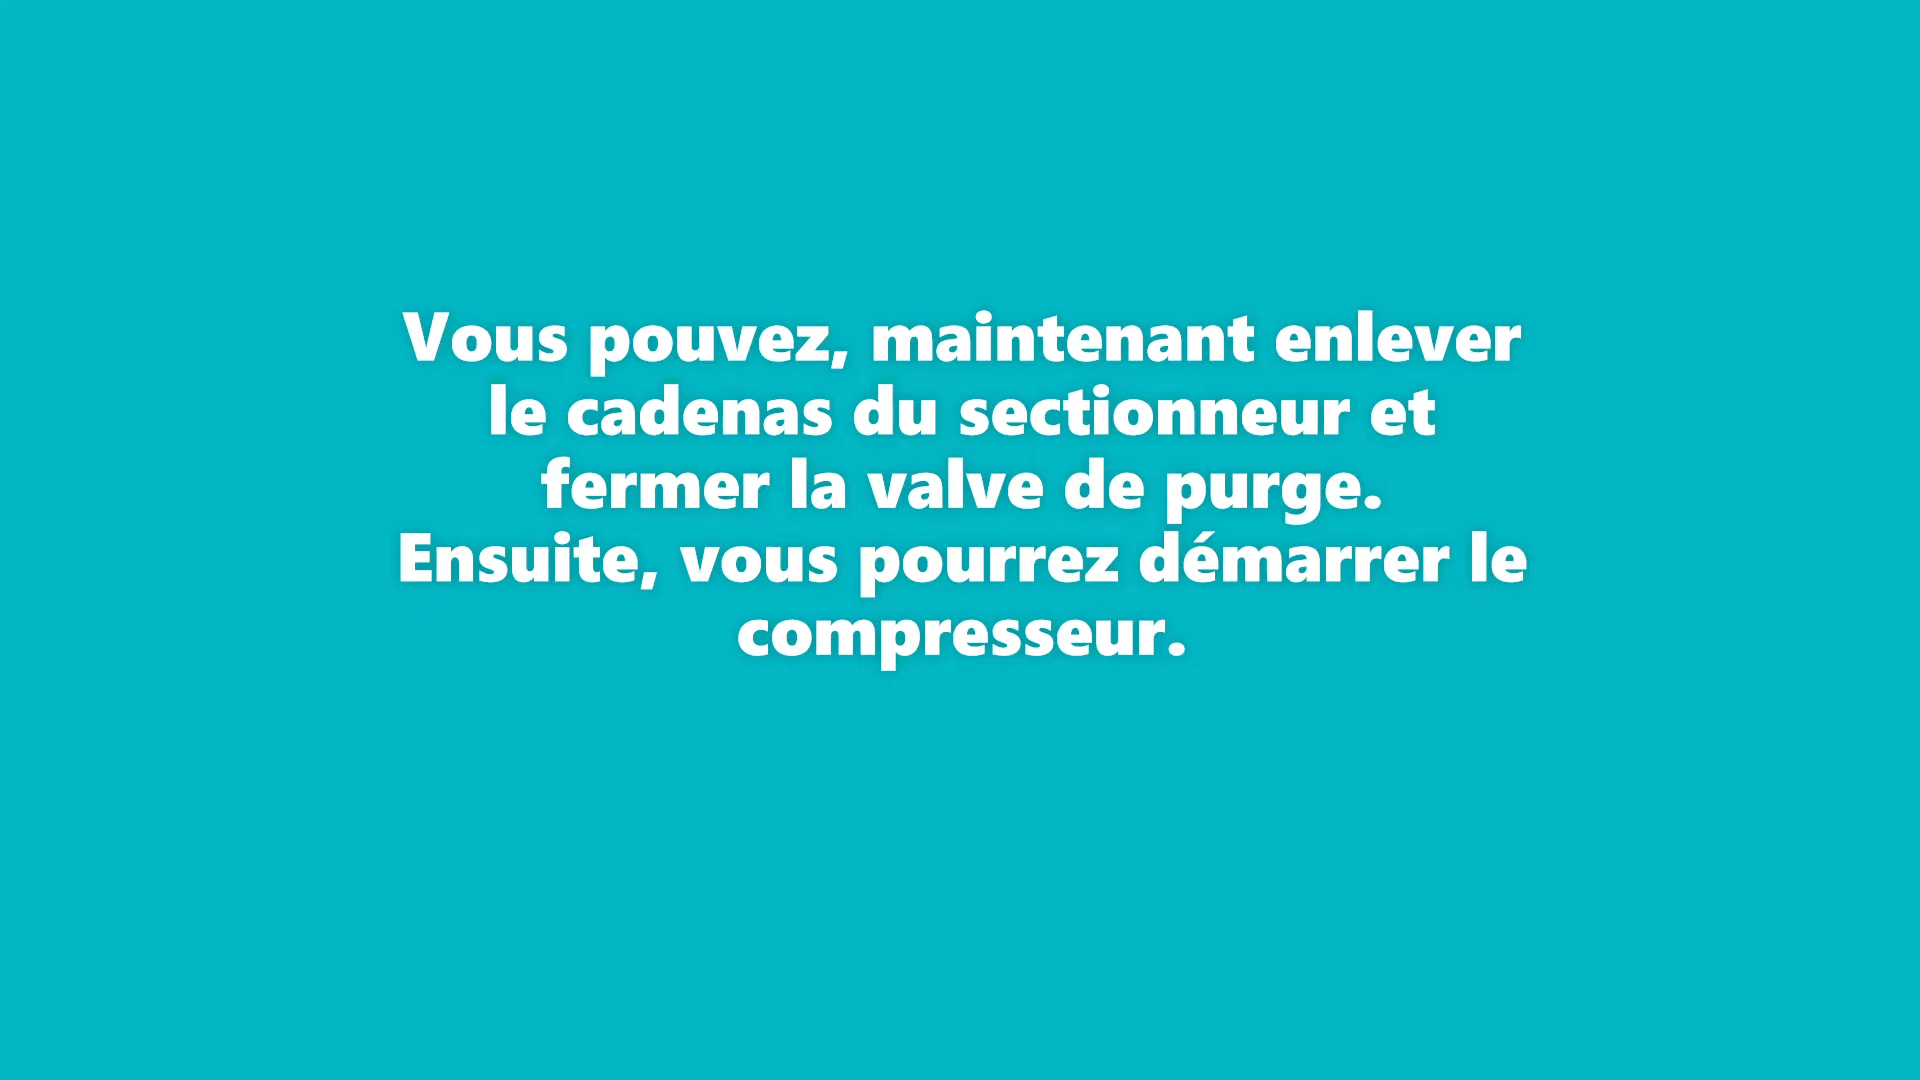 Vous pouvez, maintenant enlever
le cadenas du sectionneur et
fermer la valve de purge.
Ensuite, vous pourrez démarrer le
compresseur.